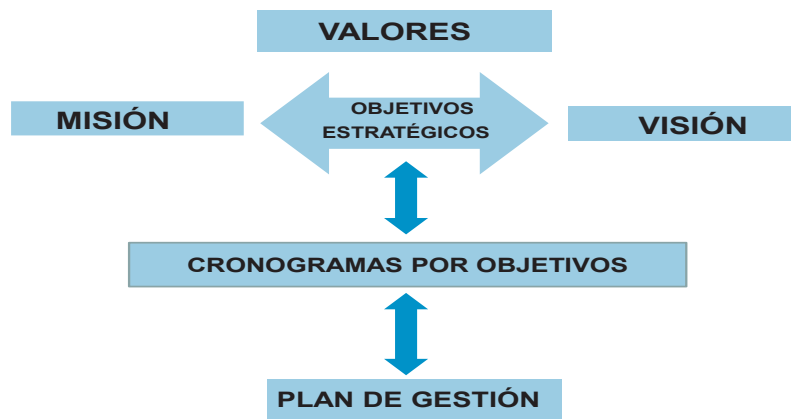 VALORES
MISIÓN
OBJETIVOS
ESTRATÉGICOS
VISIÓN
CRONOGRAMAS POR OBJETIVOS
PLAN DE GESTIÓN